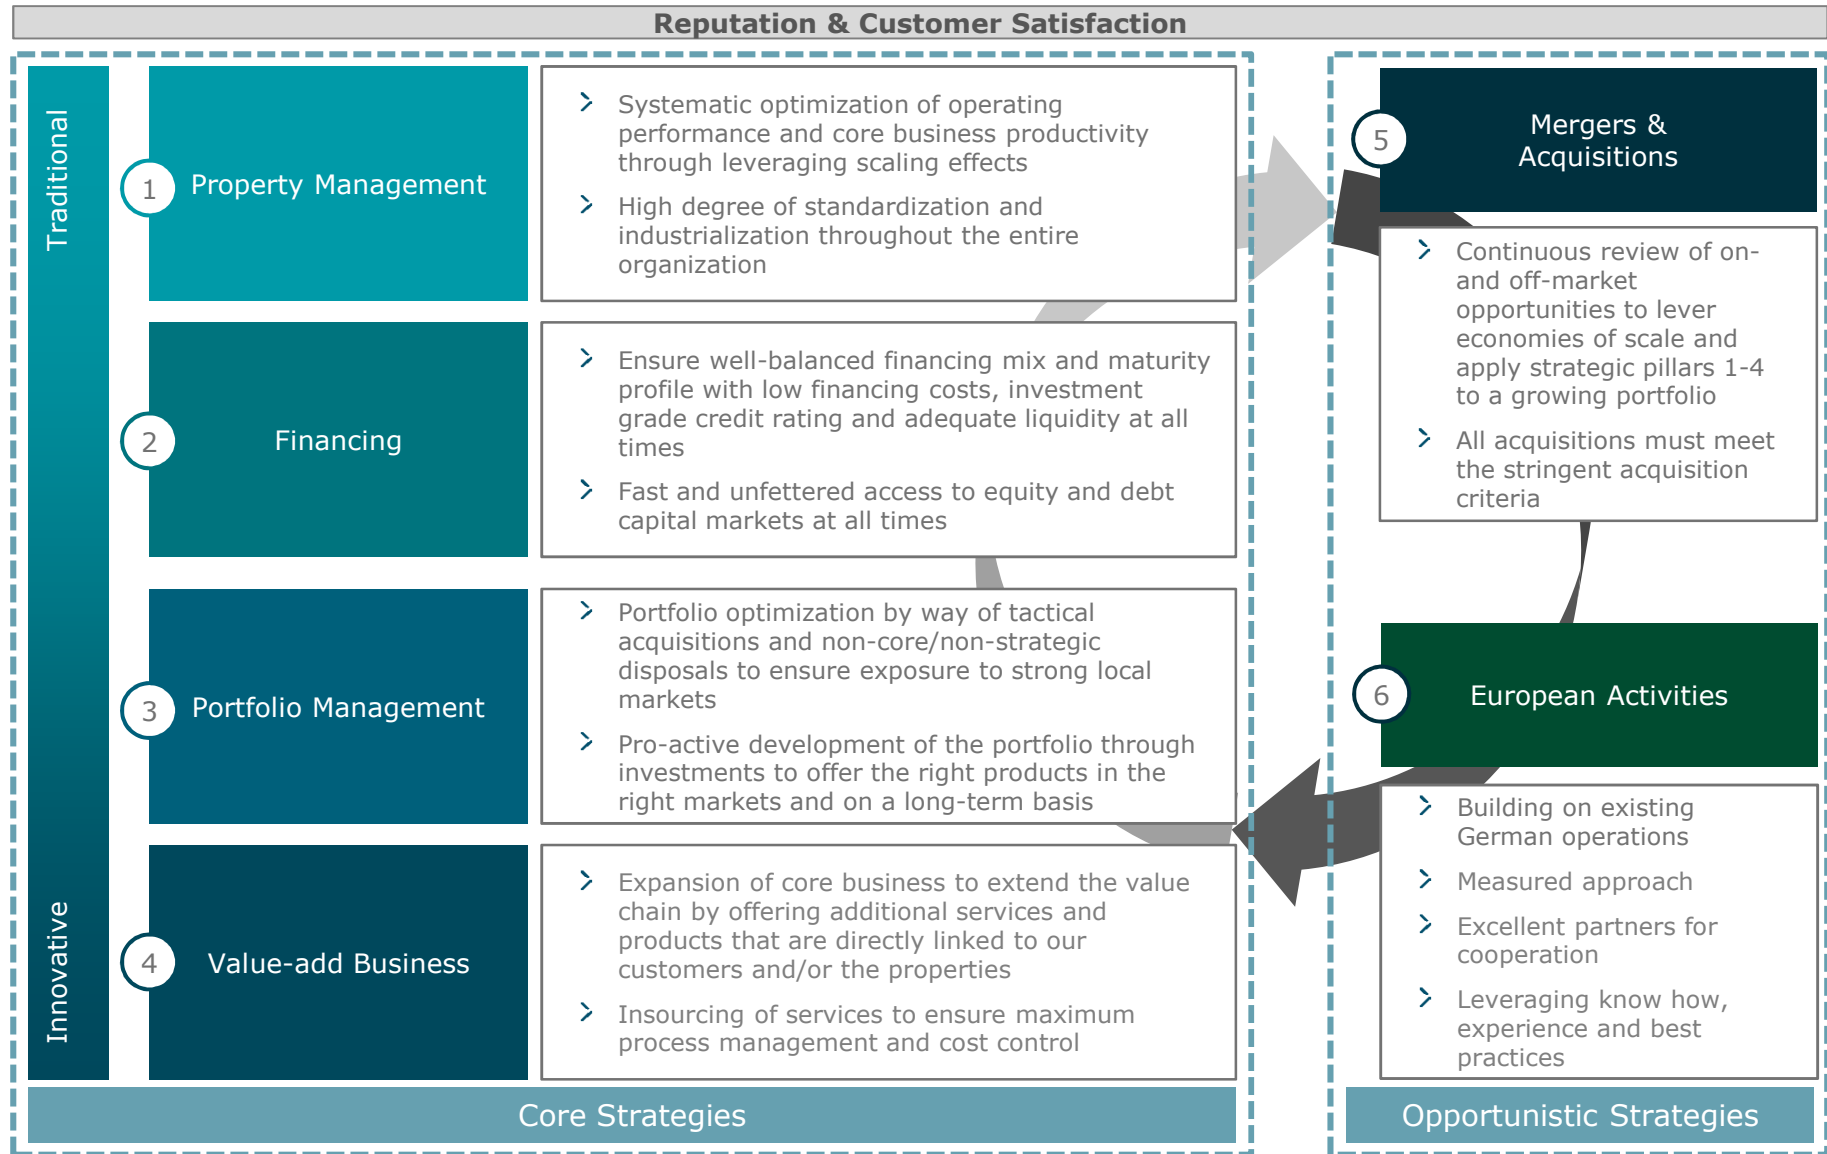 Reputation & Customer Satisfaction
Traditional
Innovative
1
Property Management
Systematic optimization of operating
performance and core business productivity
through leveraging scaling effects
High degree of standardization and
industrialization throughout the entire
organization
2
Financing
Ensure well-balanced financing mix and maturity
profile with low financing costs, investment
grade credit rating and adequate liquidity at all
times
Fast and unfettered access to equity and debt
capital markets at all times
3
Portfolio Management
Portfolio optimization by way of tactical
acquisitions and non-core/non-strategic
disposals to ensure exposure to strong local
markets
Pro-active development of the portfolio through
investments to offer the right products in the
right markets and on a long-term basis
4
Value-add Business
Expansion of core business to extend the value
chain by offering additional services and
products that are directly linked to our
customers and/or the properties
Insourcing of services to ensure maximum
process management and cost control
Core Strategies
5
Mergers &
Acquisitions
Continuous review of on-
and off-market
opportunities to lever
economies of scale and
apply strategic pillars 1-4
to a growing portfolio
All acquisitions must meet
the stringent acquisition
criteria
6
European Activities
Building on existing
German operations
Measured approach
Excellent partners for
cooperation
Leveraging know how,
experience and best
practices
Opportunistic Strategies